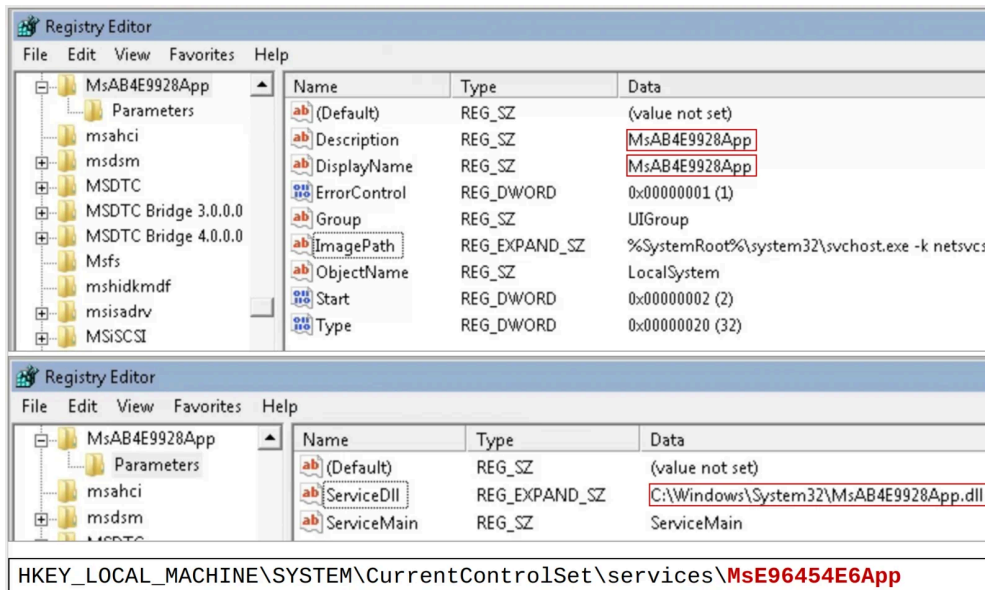 Registry Editor
File Edit View Favorites Help
MsAB4E9928App
Parameters
msahci
msdsm
MSDTC
MSDTC Bridge 3.0.0.0
MSDTC Bridge 4.0.0.0
Msfs
mshidkmdf
msisadrv
MSiSCSI
Name Type Data
(Default) REG_SZ (value not set)
Description REG_SZ MsAB4E9928App
DisplayName REG_SZ MsAB4E9928App
ErrorControl REG_DWORD 0x00000001 (1)
Group REG_SZ UIGroup
ImagePath REG_EXPAND_SZ %SystemRoot%\system32\svchost.exe -k netsvcs
ObjectName REG_SZ LocalSystem
Start REG_DWORD 0x00000002 (2)
Type REG_DWORD 0x00000020 (32)
Registry Editor
File Edit View Favorites Help
MsAB4E9928App
Parameters
msahci
msdsm
Name Type Data
(Default) REG_SZ (value not set)
ServiceDll REG_EXPAND_SZ C:\Windows\System32\MsAB4E9928App.dll
ServiceMain REG_SZ ServiceMain
HKEY_LOCAL_MACHINE\SYSTEM\CurrentControlSet\services\MsE96454E6App